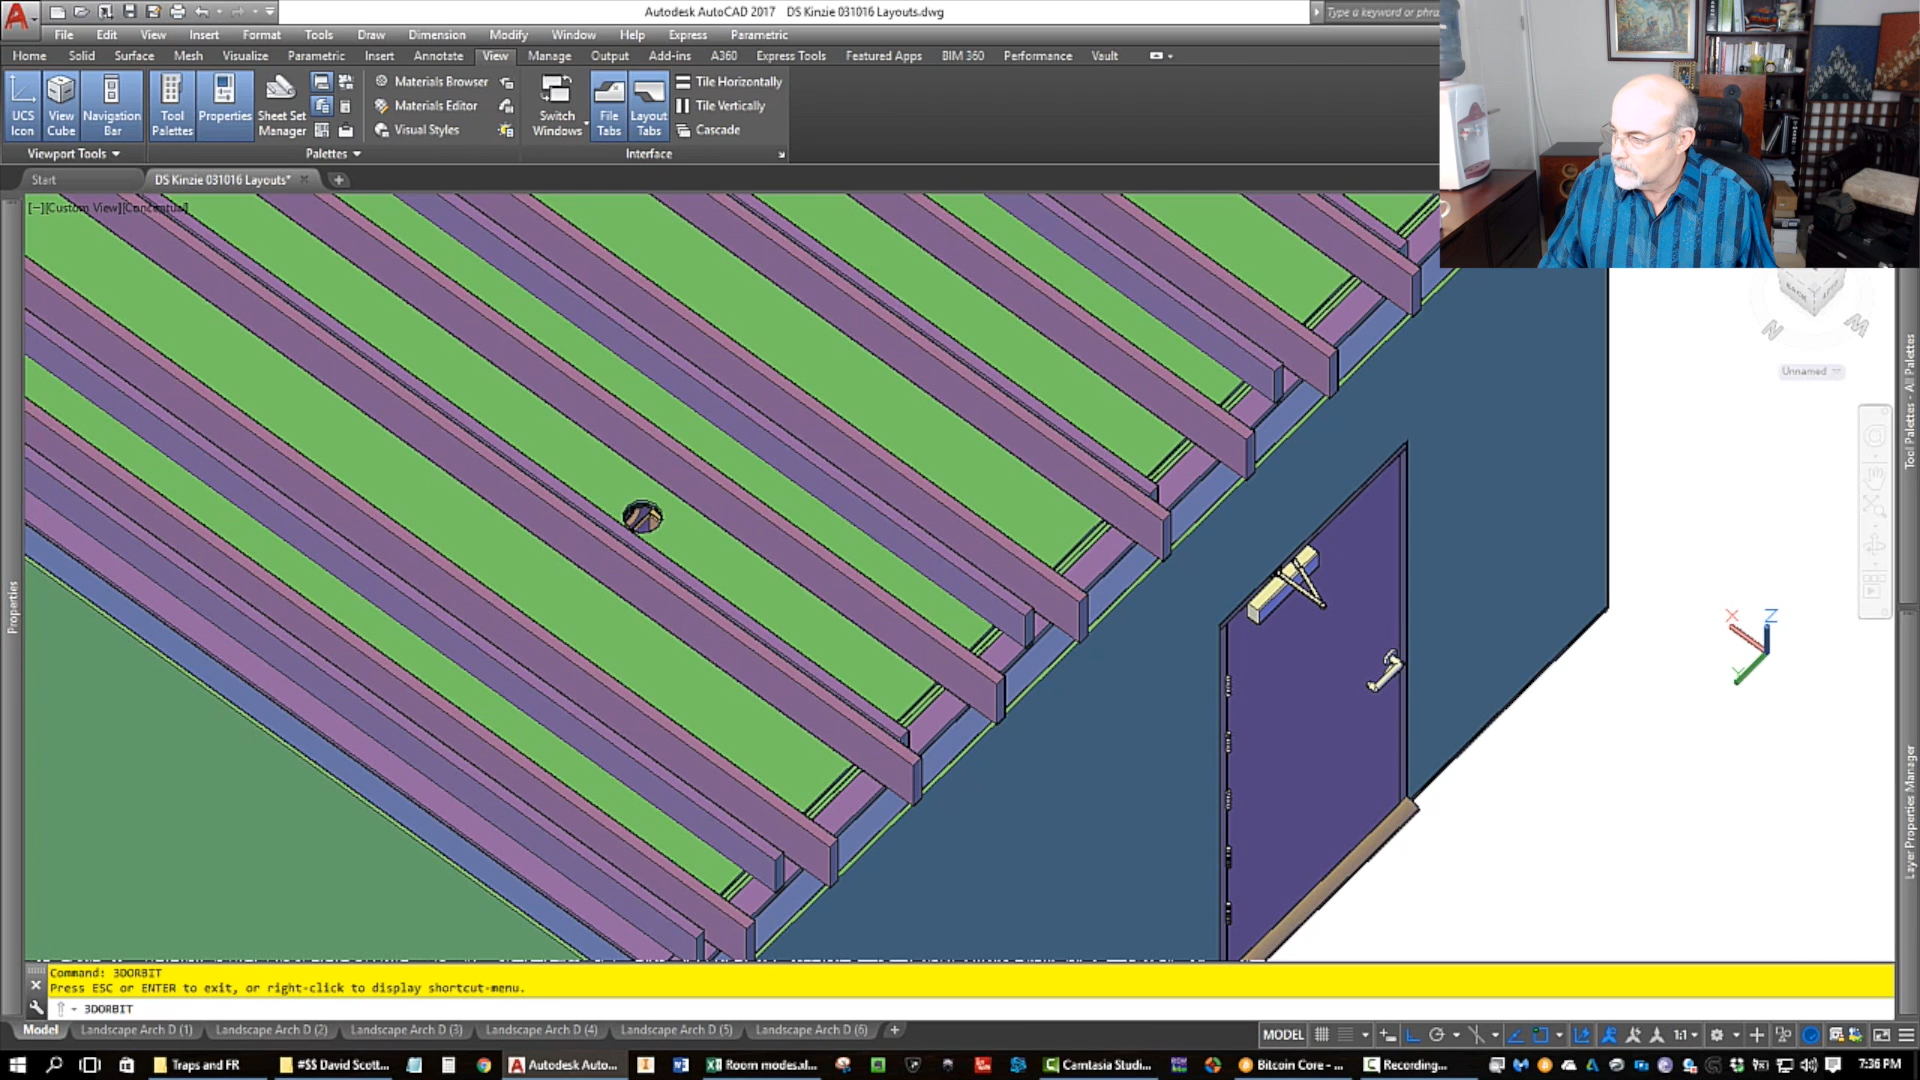 Autodesk AutoCAD 2017 DS Kinzie 031016 Layouts.dwg
Type a keyword or phra
File Edit View Insert Format Tools Draw Dimension Modify Window Help Express Parametric
Home Solid Surface Mesh Visualize Parametric Insert Annotate View Manage Output Add-ins A360 Express Tools Featured Apps BIM 360 Performance Vault
UCS Icon
View Cube
Navigation Bar
Tool Palettes
Properties
Sheet Set Manager
Materials Browser
Materials Editor
Visual Styles
Switch Windows
File Tabs
Layout Tabs
Tile Horizontally
Tile Vertically
Cascade
Viewport Tools
Palettes
Interface
Start
DS Kinzie 031016 Layouts*
[−][Custom View][Conceptual]
BACK
N
Unnamed
X
Z
Y
Properties
Tool Palettes - All Palettes
Layer Properties Manager
Command: 3DORBIT
Press ESC or ENTER to exit, or right-click to display shortcut-menu.
3DORBIT
Model Landscape Arch D (1) Landscape Arch D (2) Landscape Arch D (3) Landscape Arch D (4) Landscape Arch D (5) Landscape Arch D (6) +
MODEL 1:1
Traps and FR
#$$ David Scott...
Autodesk Auto...
Room modes.al...
Camtasia Studi...
Bitcoin Core - ...
Recording...
7:36 PM